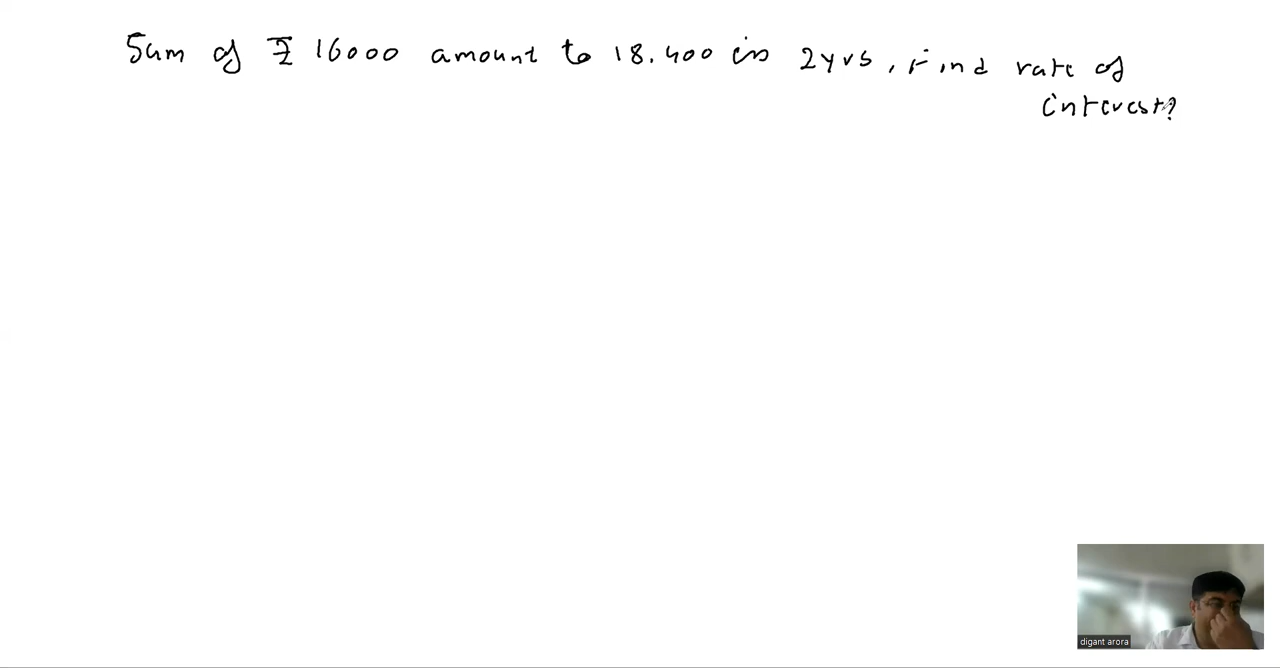 Sum of ₹ 16000 amount to 18.400 in 2yrs, Find rate of
interest?
digant arora